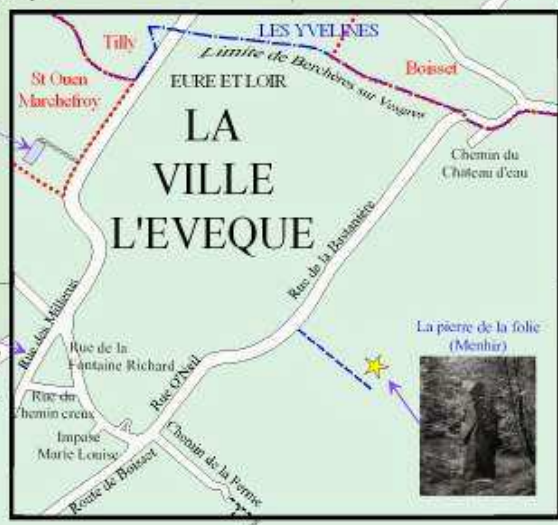 Tilly
LES YVELINES
Limite de Berchères sur Vesgres
Boisset
St Ouen
Marchefroy
EURE ET LOIR
LA
VILLE
L'EVEQUE
Chemin du
Chateau d'eau
Rue de la Bastanière
La pierre de la folie
(Menhir)
Rue des Millerus
Rue de la
Fontaine Richard
Rue O'Neil
Rue du
Chemin creux
Impase
Marie Louise
Chemin de la Ferme
Route de Boisset